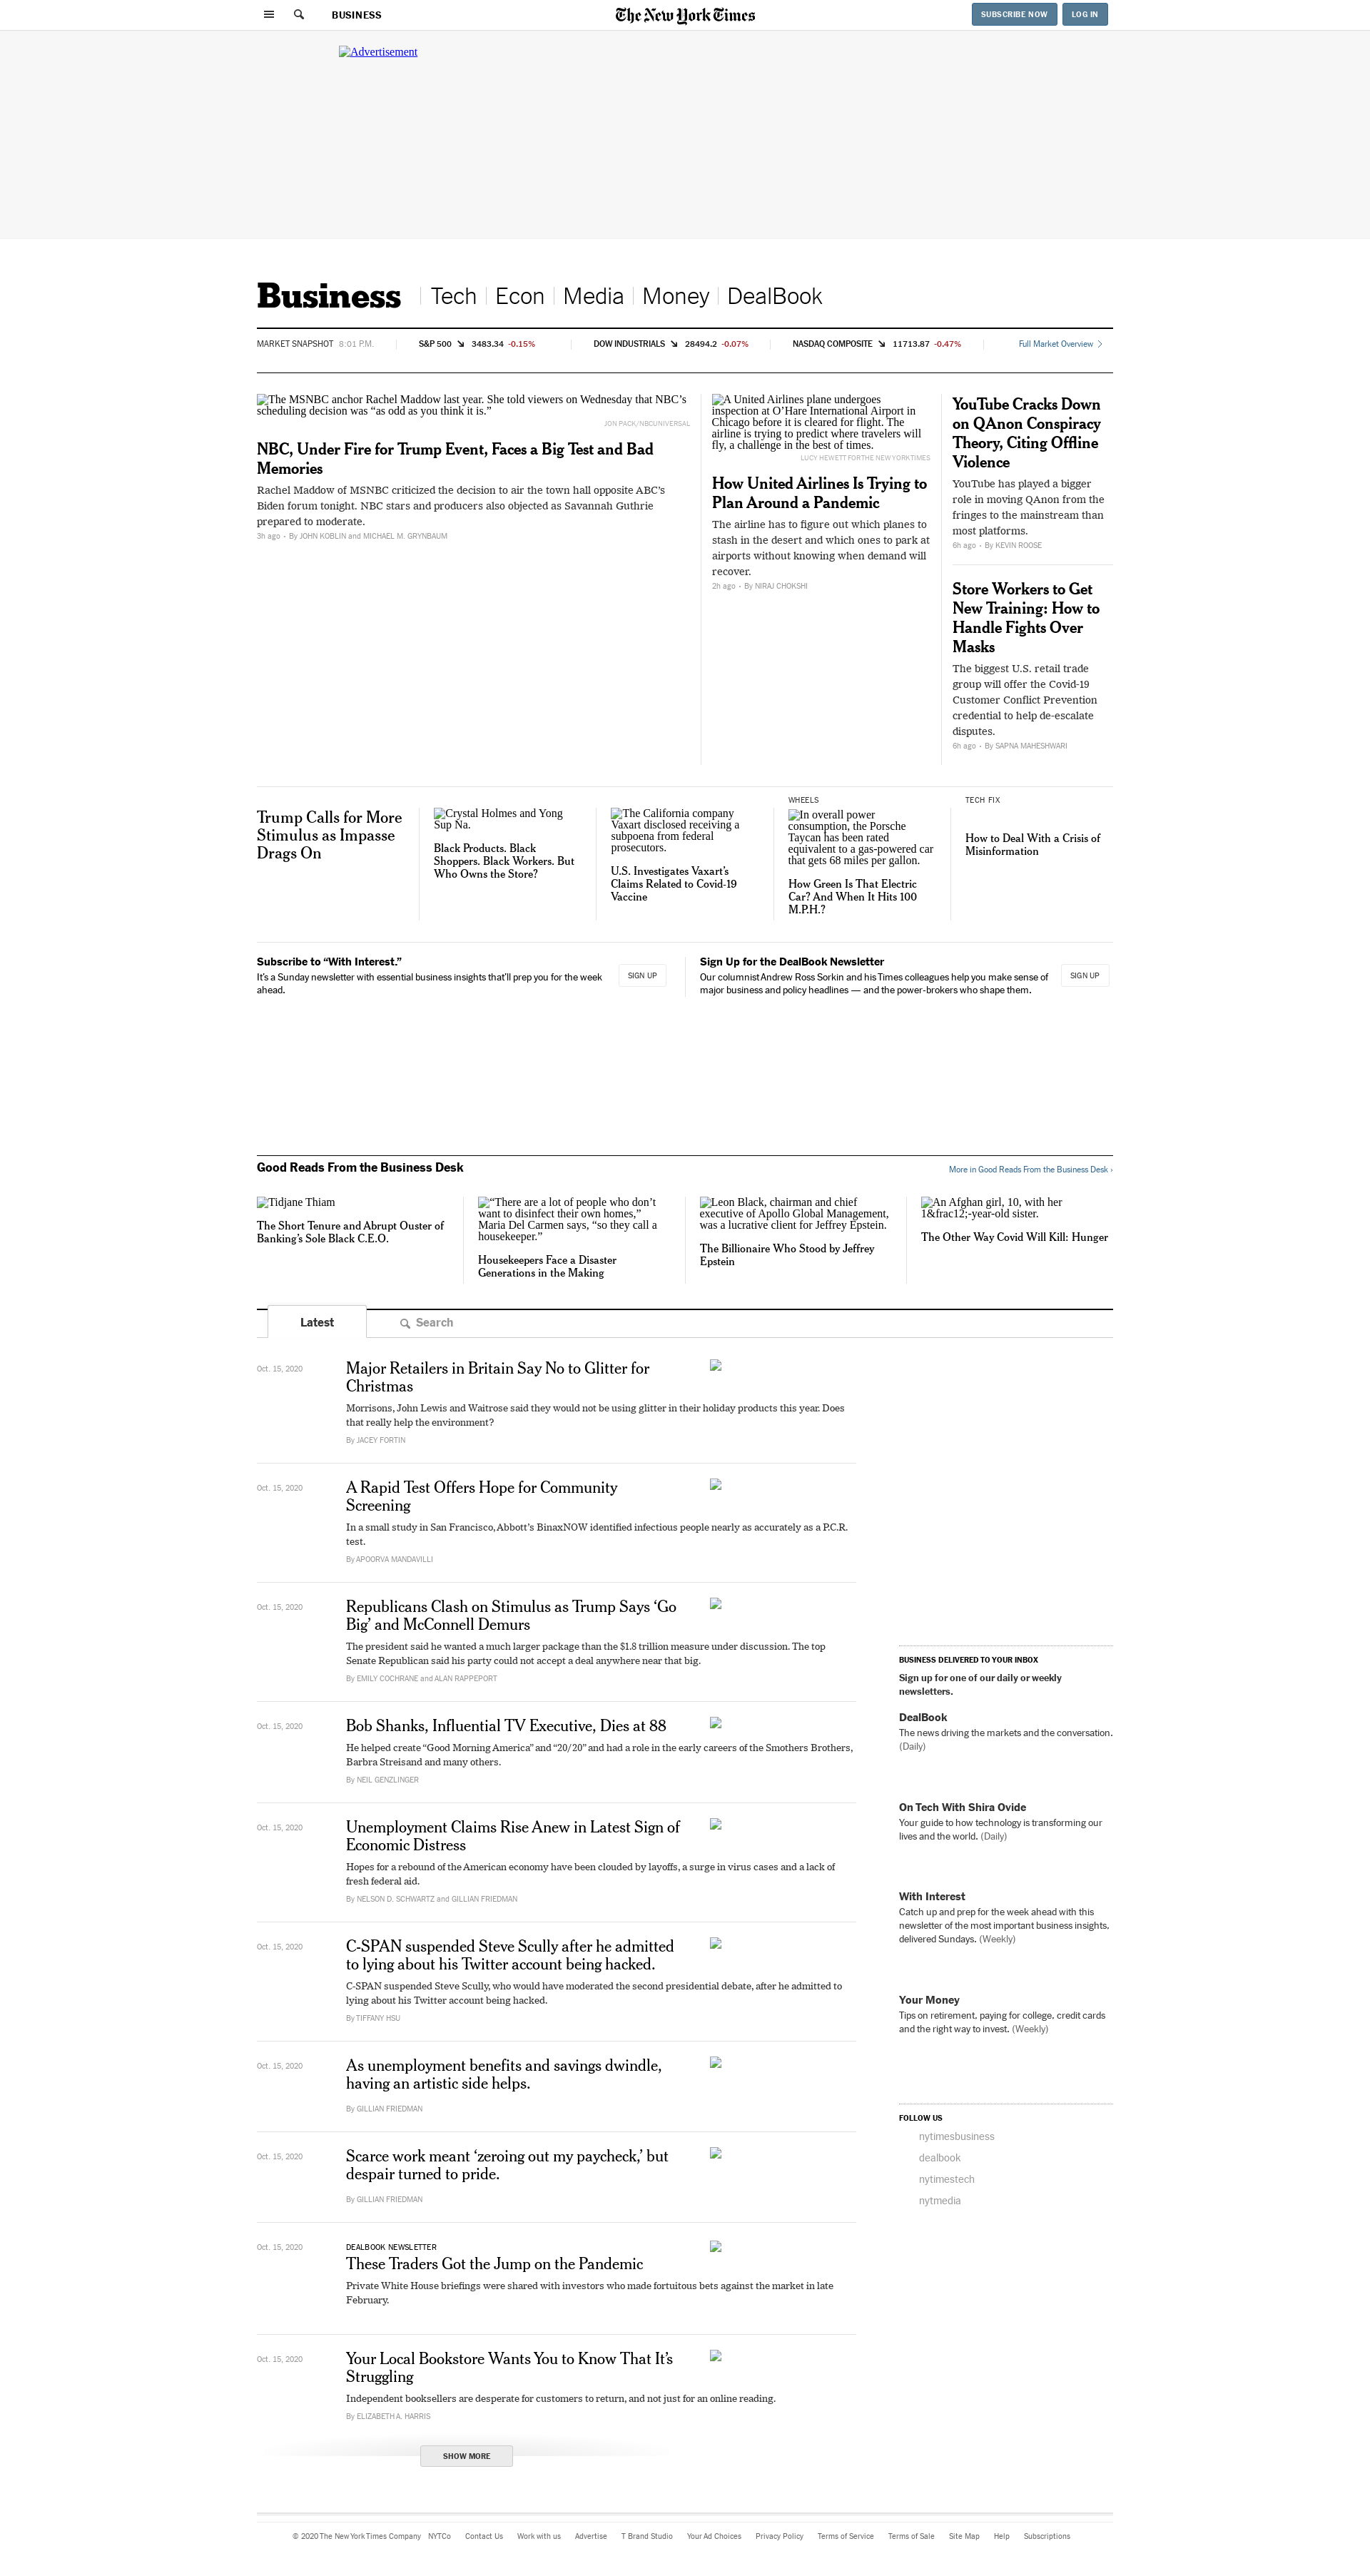 BUSINESS
The New York Times
SUBSCRIBE NOW
LOG IN
Advertisement
Business
Tech
Econ
Media
Money
DealBook
MARKET SNAPSHOT 8:01 P.M.
S&P 500 3483.34 -0.15%
DOW INDUSTRIALS 28494.2 -0.07%
NASDAQ COMPOSITE 11713.87 -0.47%
Full Market Overview
The MSNBC anchor Rachel Maddow last year. She told viewers on Wednesday that NBC’s
scheduling decision was “as odd as you think it is.”
JON PACK/NBCUNIVERSAL
NBC, Under Fire for Trump Event, Faces a Big Test and Bad
Memories
Rachel Maddow of MSNBC criticized the decision to air the town hall opposite ABC’s
Biden forum tonight. NBC stars and producers also objected as Savannah Guthrie
prepared to moderate.
3h ago • By JOHN KOBLIN and MICHAEL M. GRYNBAUM
A United Airlines plane undergoes
inspection at O’Hare International Airport in
Chicago before it is cleared for flight. The
airline is trying to predict where travelers will
fly, a challenge in the best of times.
LUCY HEWETT FOR THE NEW YORK TIMES
How United Airlines Is Trying to
Plan Around a Pandemic
The airline has to figure out which planes to
stash in the desert and which ones to park at
airports without knowing when demand will
recover.
2h ago • By NIRAJ CHOKSHI
YouTube Cracks Down
on QAnon Conspiracy
Theory, Citing Offline
Violence
YouTube has played a bigger
role in moving QAnon from the
fringes to the mainstream than
most platforms.
6h ago • By KEVIN ROOSE
Store Workers to Get
New Training: How to
Handle Fights Over
Masks
The biggest U.S. retail trade
group will offer the Covid-19
Customer Conflict Prevention
credential to help de-escalate
disputes.
6h ago • By SAPNA MAHESHWARI
Trump Calls for More
Stimulus as Impasse
Drags On
Crystal Holmes and Yong
Sup Na.
Black Products. Black
Shoppers. Black Workers. But
Who Owns the Store?
The California company
Vaxart disclosed receiving a
subpoena from federal
prosecutors.
U.S. Investigates Vaxart’s
Claims Related to Covid-19
Vaccine
WHEELS
In overall power
consumption, the Porsche
Taycan has been rated
equivalent to a gas-powered car
that gets 68 miles per gallon.
How Green Is That Electric
Car? And When It Hits 100
M.P.H.?
TECH FIX
How to Deal With a Crisis of
Misinformation
Subscribe to “With Interest.”
It’s a Sunday newsletter with essential business insights that’ll prep you for the week
ahead.
SIGN UP
Sign Up for the DealBook Newsletter
Our columnist Andrew Ross Sorkin and his Times colleagues help you make sense of
major business and policy headlines — and the power-brokers who shape them.
SIGN UP
Good Reads From the Business Desk
More in Good Reads From the Business Desk ›
Tidjane Thiam
The Short Tenure and Abrupt Ouster of
Banking’s Sole Black C.E.O.
“There are a lot of people who don’t
want to disinfect their own homes,”
Maria Del Carmen says, “so they call a
housekeeper.”
Housekeepers Face a Disaster
Generations in the Making
Leon Black, chairman and chief
executive of Apollo Global Management,
was a lucrative client for Jeffrey Epstein.
The Billionaire Who Stood by Jeffrey
Epstein
An Afghan girl, 10, with her
1&frac12;-year-old sister.
The Other Way Covid Will Kill: Hunger
Latest
Search
Oct. 15, 2020
Major Retailers in Britain Say No to Glitter for
Christmas
Morrisons, John Lewis and Waitrose said they would not be using glitter in their holiday products this year. Does
that really help the environment?
By JACEY FORTIN
Oct. 15, 2020
A Rapid Test Offers Hope for Community
Screening
In a small study in San Francisco, Abbott’s BinaxNOW identified infectious people nearly as accurately as a P.C.R.
test.
By APOORVA MANDAVILLI
Oct. 15, 2020
Republicans Clash on Stimulus as Trump Says ‘Go
Big’ and McConnell Demurs
The president said he wanted a much larger package than the $1.8 trillion measure under discussion. The top
Senate Republican said his party could not accept a deal anywhere near that big.
By EMILY COCHRANE and ALAN RAPPEPORT
Oct. 15, 2020
Bob Shanks, Influential TV Executive, Dies at 88
He helped create “Good Morning America” and “20/20” and had a role in the early careers of the Smothers Brothers,
Barbra Streisand and many others.
By NEIL GENZLINGER
Oct. 15, 2020
Unemployment Claims Rise Anew in Latest Sign of
Economic Distress
Hopes for a rebound of the American economy have been clouded by layoffs, a surge in virus cases and a lack of
fresh federal aid.
By NELSON D. SCHWARTZ and GILLIAN FRIEDMAN
Oct. 15, 2020
C-SPAN suspended Steve Scully after he admitted
to lying about his Twitter account being hacked.
C-SPAN suspended Steve Scully, who would have moderated the second presidential debate, after he admitted to
lying about his Twitter account being hacked.
By TIFFANY HSU
Oct. 15, 2020
As unemployment benefits and savings dwindle,
having an artistic side helps.
By GILLIAN FRIEDMAN
Oct. 15, 2020
Scarce work meant ‘zeroing out my paycheck,’ but
despair turned to pride.
By GILLIAN FRIEDMAN
Oct. 15, 2020
DEALBOOK NEWSLETTER
These Traders Got the Jump on the Pandemic
Private White House briefings were shared with investors who made fortuitous bets against the market in late
February.
Oct. 15, 2020
Your Local Bookstore Wants You to Know That It’s
Struggling
Independent booksellers are desperate for customers to return, and not just for an online reading.
By ELIZABETH A. HARRIS
SHOW MORE
BUSINESS DELIVERED TO YOUR INBOX
Sign up for one of our daily or weekly
newsletters.
DealBook
The news driving the markets and the conversation.
(Daily)
On Tech With Shira Ovide
Your guide to how technology is transforming our
lives and the world. (Daily)
With Interest
Catch up and prep for the week ahead with this
newsletter of the most important business insights,
delivered Sundays. (Weekly)
Your Money
Tips on retirement, paying for college, credit cards
and the right way to invest. (Weekly)
FOLLOW US
nytimesbusiness
dealbook
nytimestech
nytmedia
© 2020 The New York Times Company
NYTCo
Contact Us
Work with us
Advertise
T Brand Studio
Your Ad Choices
Privacy Policy
Terms of Service
Terms of Sale
Site Map
Help
Subscriptions